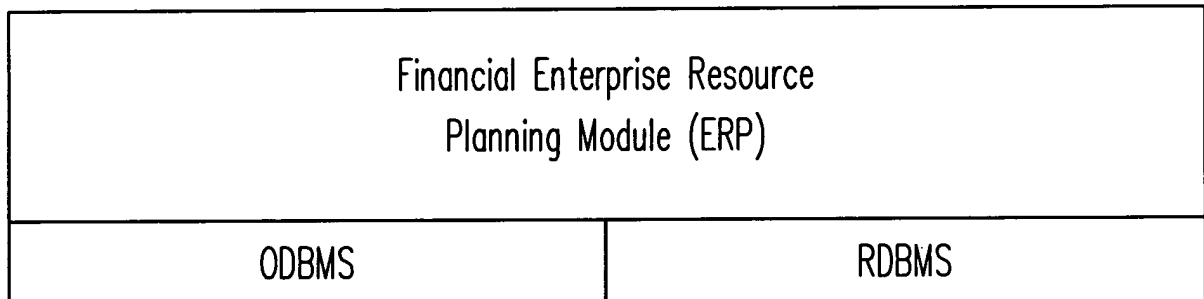 Financial Enterprise Resource
Planning Module (ERP)
ODBMS
RDBMS